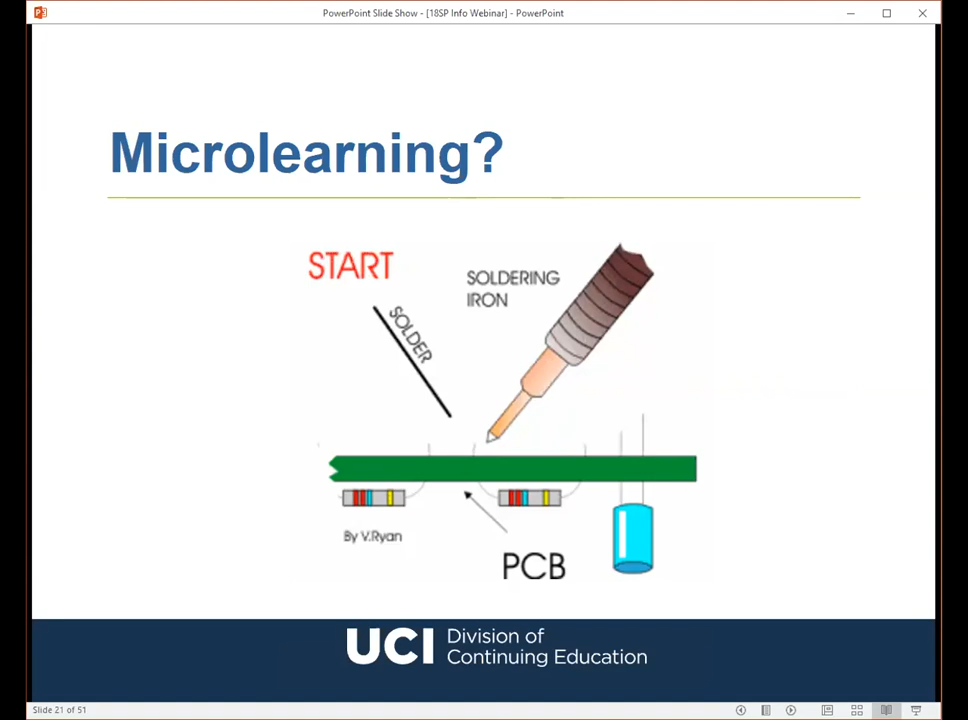 PowerPoint Slide Show - [18SP Info Webinar] - PowerPoint
Microlearning?
START
SOLDERING
IRON
SOLDER
By V.Ryan
PCB
UCI
Division of
Continuing Education
Slide 21 of 51